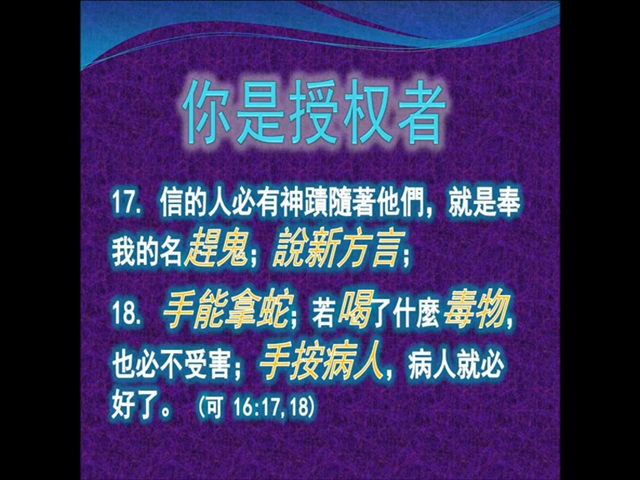 你是授权者
17. 信的人必有神蹟隨著他們，就是奉
我的名趕鬼；說新方言；
18. 手能拿蛇；若喝了什麼毒物，
也必不受害；手按病人，病人就必
好了。 (可 16:17,18)